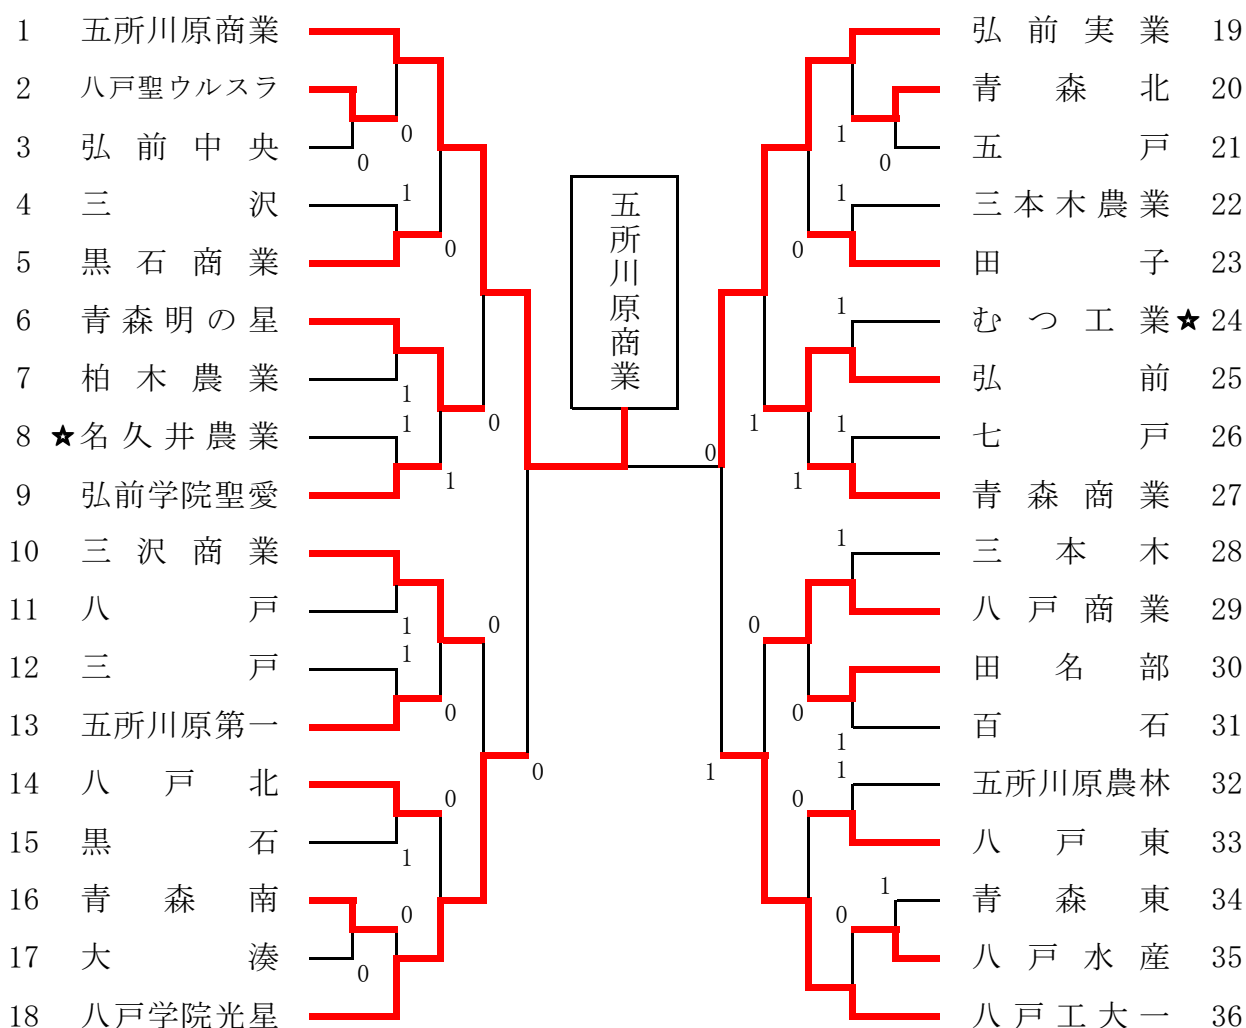 1 五所川原商業
2 八戸聖ウルスラ
3 弘前中央
4 三沢
5 黒石商業
6 青森明の星
7 柏木農業
8 ☆名久井農業
9 弘前学院聖愛
10 三沢商業
11 八戸
12 三戸
13 五所川原第一
14 八戸北
15 黒石
16 青森南
17 大湊
18 八戸学院光星
0
0
1
0
1
1
0
1
1
1
0
0
0
0
1
0
0
五所川原商業
0
1
1
0
1
0
1
1
1
1
1
0
0
1
1
0
1
0
弘前実業 19
青森北 20
五戸 21
三本木農業 22
田子 23
むつ工業☆ 24
弘前 25
七戸 26
青森商業 27
三本木 28
八戸商業 29
田名部 30
百石 31
五所川原農林 32
八戸東 33
青森東 34
八戸水産 35
八戸工大一 36